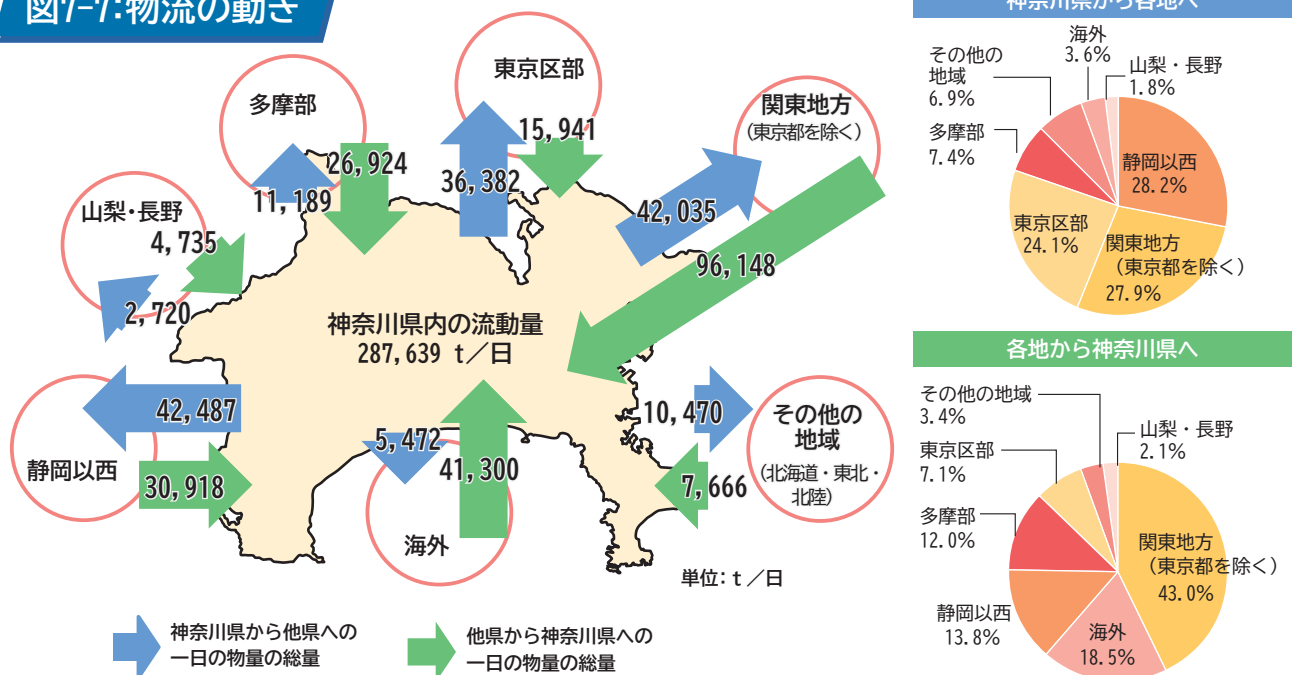 図7-7:物流の動き
多摩部
26,924
11,189
東京区部
15,941
36,382
関東地方
(東京都を除く)
42,035
96,148
山梨・長野
4,735
2,720
神奈川県内の流動量
287,639 t/日
静岡以西
42,487
30,918
海外
5,472
41,300
その他の
地域
(北海道・東北・
北陸)
10,470
7,666
単位: t/日
神奈川県から他県への
一日の物量の総量
他県から神奈川県への
一日の物量の総量
神奈川県から各地へ
海外
3.6%
その他の
地域
6.9%
山梨・長野
1.8%
多摩部
7.4%
静岡以西
28.2%
東京区部
24.1%
関東地方
(東京都を除く)
27.9%
各地から神奈川県へ
その他の地域
3.4%
山梨・長野
2.1%
東京区部
7.1%
多摩部
12.0%
関東地方
(東京都を除く)
43.0%
静岡以西
13.8%
海外
18.5%